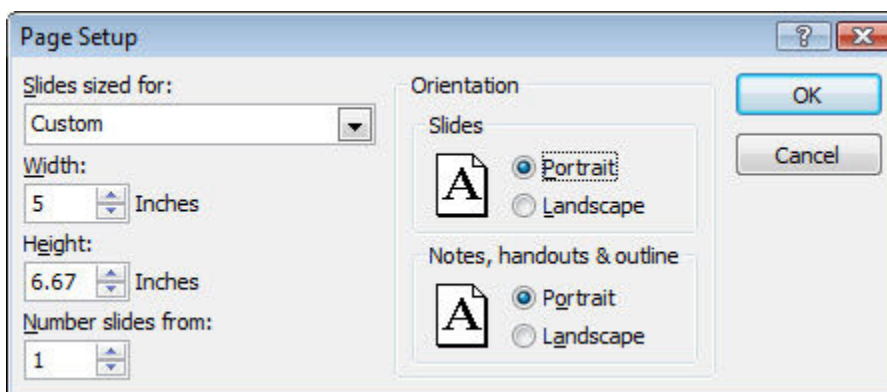 Page Setup
Slides sized for:
Custom
Width:
5 Inches
Height:
6.67 Inches
Number slides from:
1
Orientation
Slides
A
Portrait
Landscape
Notes, handouts & outline
A
Portrait
Landscape
OK
Cancel